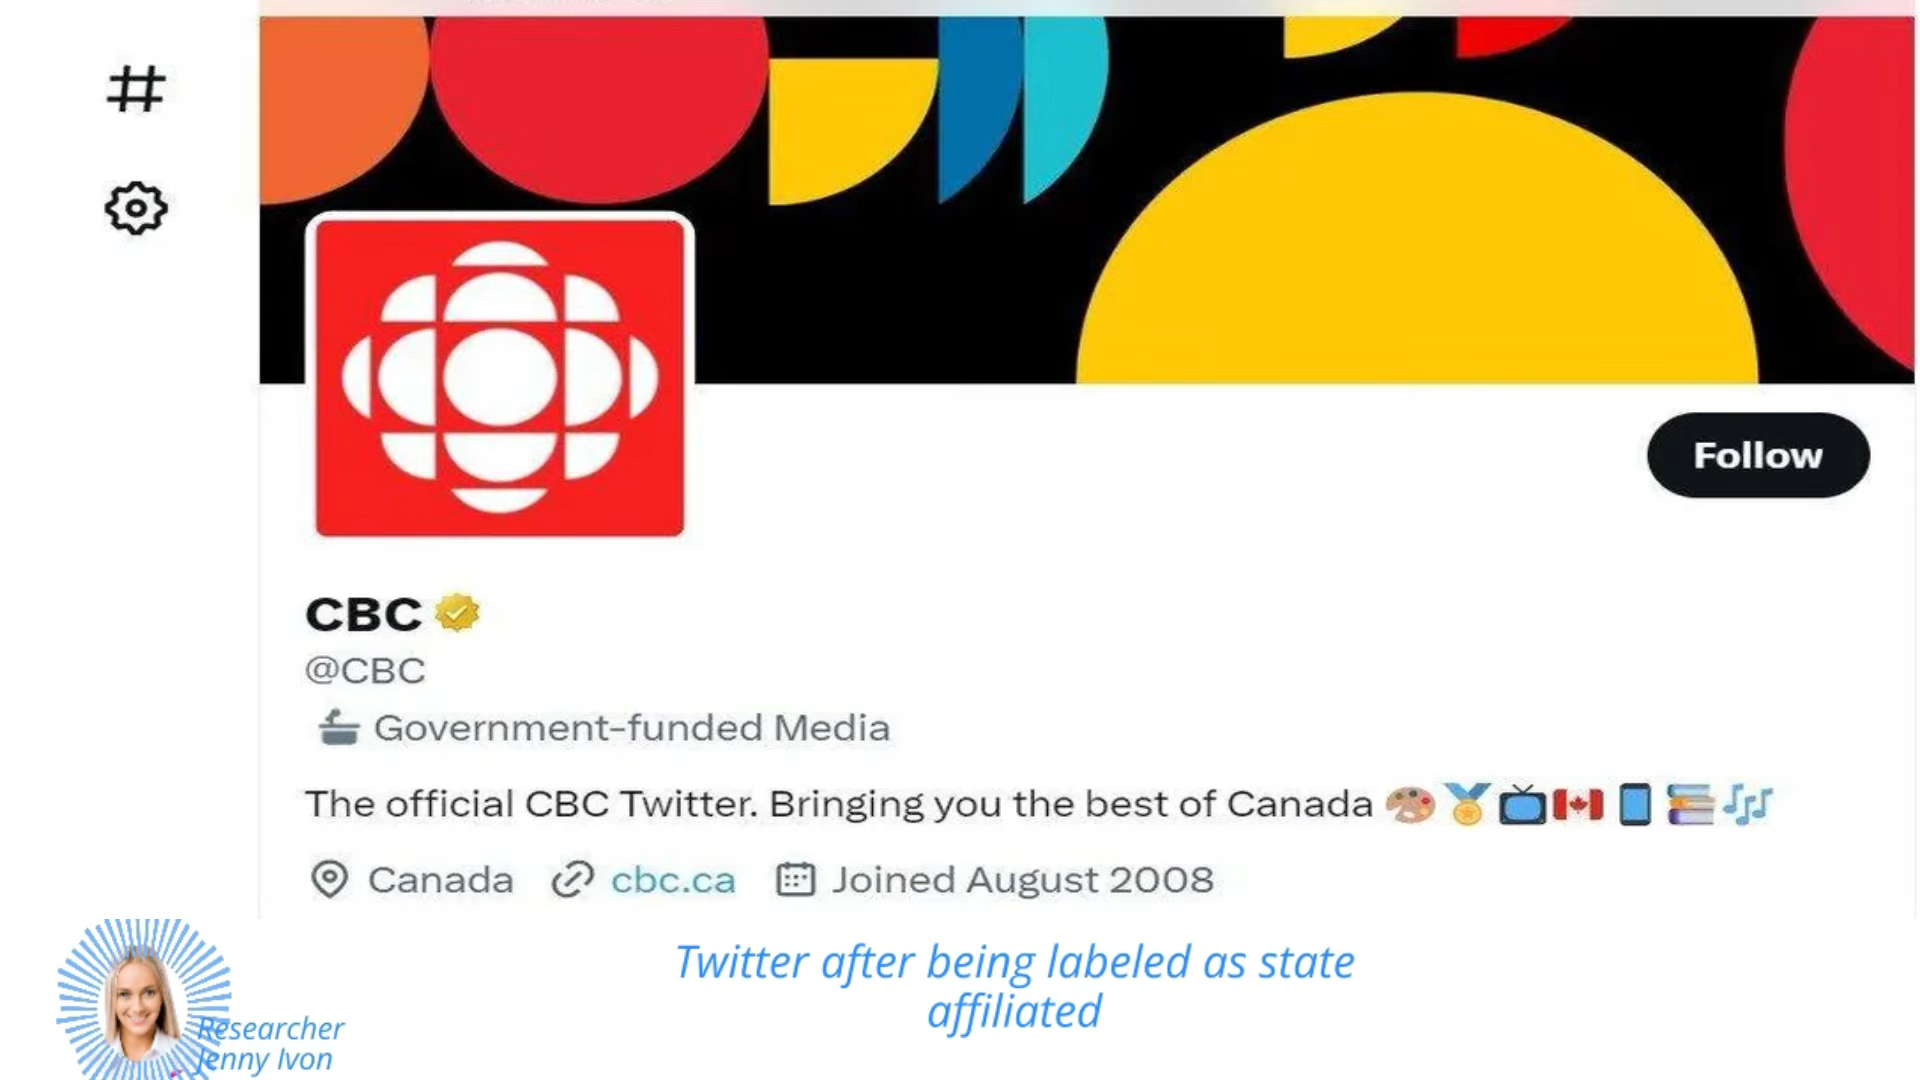 Follow
CBC
@CBC
Government-funded Media
The official CBC Twitter. Bringing you the best of Canada
Canada cbc.ca Joined August 2008
Twitter after being labeled as state
affiliated
Researcher
Jenny Ivon